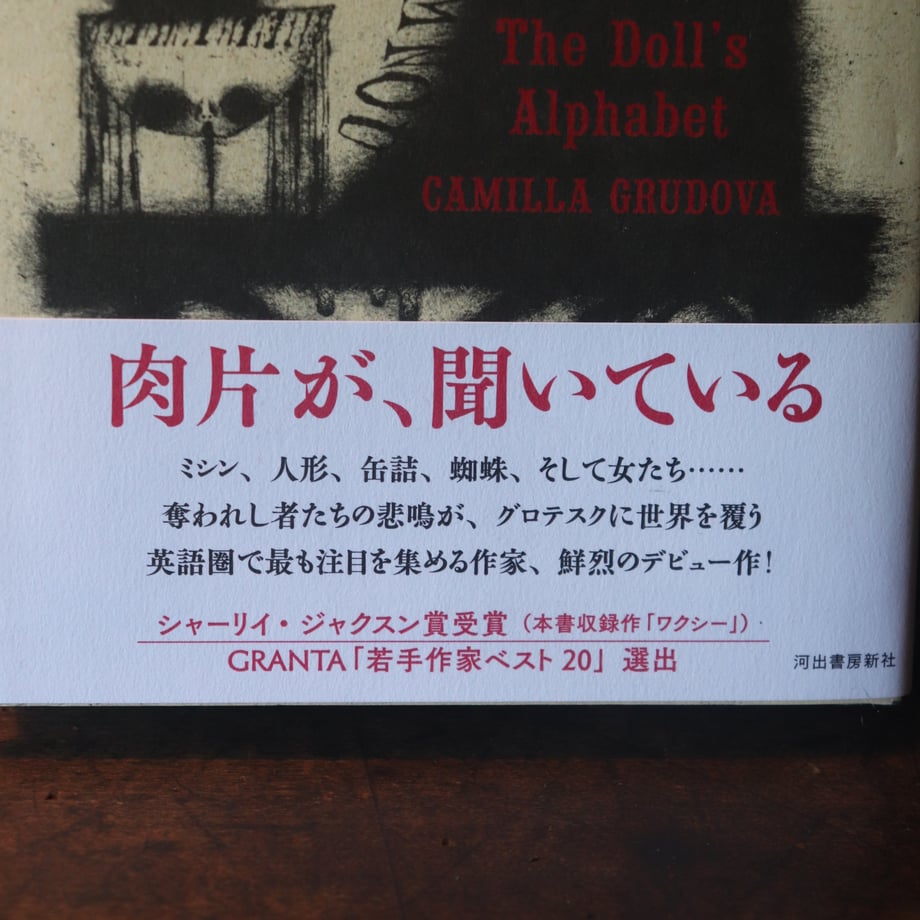 The Doll's
Alphabet
CAMILLA GRUDOVA
肉片が、聞いている
ミシン、人形、缶詰、蜘蛛、そして女たち……
奪われし者たちの悲鳴が、グロテスクに世界を覆う
英語圏で最も注目を集める作家、鮮烈のデビュー作！
シャーリイ・ジャクスン賞受賞（本書収録作「ワクシー」）
GRANTA「若手作家ベスト20」選出
河出書房新社